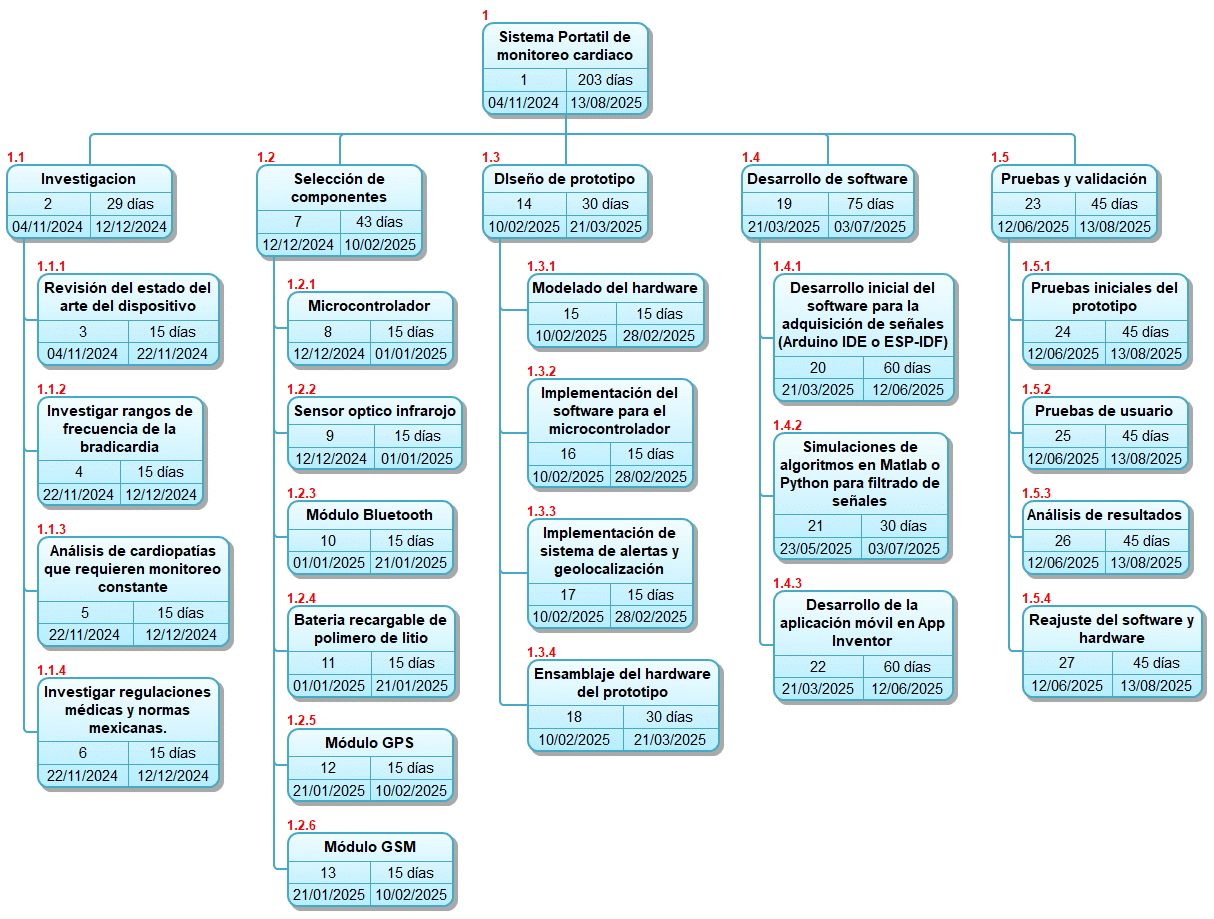 1
Sistema Portatil de
monitoreo cardiaco
1 203 días
04/11/2024 13/08/2025
1.1
Investigacion
2 29 días
04/11/2024 12/12/2024
1.1.1
Revisión del estado del
arte del dispositivo
3 15 días
04/11/2024 22/11/2024
1.1.2
Investigar rangos de
frecuencia de la
bradicardia
4 15 días
22/11/2024 12/12/2024
1.1.3
Análisis de cardiopatías
que requieren monitoreo
constante
5 15 días
22/11/2024 12/12/2024
1.1.4
Investigar regulaciones
médicas y normas
mexicanas.
6 15 días
22/11/2024 12/12/2024
1.2
Selección de
componentes
7 43 días
12/12/2024 10/02/2025
1.2.1
Microcontrolador
8 15 días
12/12/2024 01/01/2025
1.2.2
Sensor optico infrarojo
9 15 días
12/12/2024 01/01/2025
1.2.3
Módulo Bluetooth
10 15 días
01/01/2025 21/01/2025
1.2.4
Bateria recargable de
polimero de litio
11 15 días
01/01/2025 21/01/2025
1.2.5
Módulo GPS
12 15 días
21/01/2025 10/02/2025
1.2.6
Módulo GSM
13 15 días
21/01/2025 10/02/2025
1.3
DIseño de prototipo
14 30 días
10/02/2025 21/03/2025
1.3.1
Modelado del hardware
15 15 días
10/02/2025 28/02/2025
1.3.2
Implementación del
software para el
microcontrolador
16 15 días
10/02/2025 28/02/2025
1.3.3
Implementación de
sistema de alertas y
geolocalización
17 15 días
10/02/2025 28/02/2025
1.3.4
Ensamblaje del hardware
del prototipo
18 30 días
10/02/2025 21/03/2025
1.4
Desarrollo de software
19 75 días
21/03/2025 03/07/2025
1.4.1
Desarrollo inicial del
software para la
adquisición de señales
(Arduino IDE o ESP-IDF)
20 60 días
21/03/2025 12/06/2025
1.4.2
Simulaciones de
algoritmos en Matlab o
Python para filtrado de
señales
21 30 días
23/05/2025 03/07/2025
1.4.3
Desarrollo de la
aplicación móvil en App
Inventor
22 60 días
21/03/2025 12/06/2025
1.5
Pruebas y validación
23 45 días
12/06/2025 13/08/2025
1.5.1
Pruebas iniciales del
prototipo
24 45 días
12/06/2025 13/08/2025
1.5.2
Pruebas de usuario
25 45 días
12/06/2025 13/08/2025
1.5.3
Análisis de resultados
26 45 días
12/06/2025 13/08/2025
1.5.4
Reajuste del software y
hardware
27 45 días
12/06/2025 13/08/2025